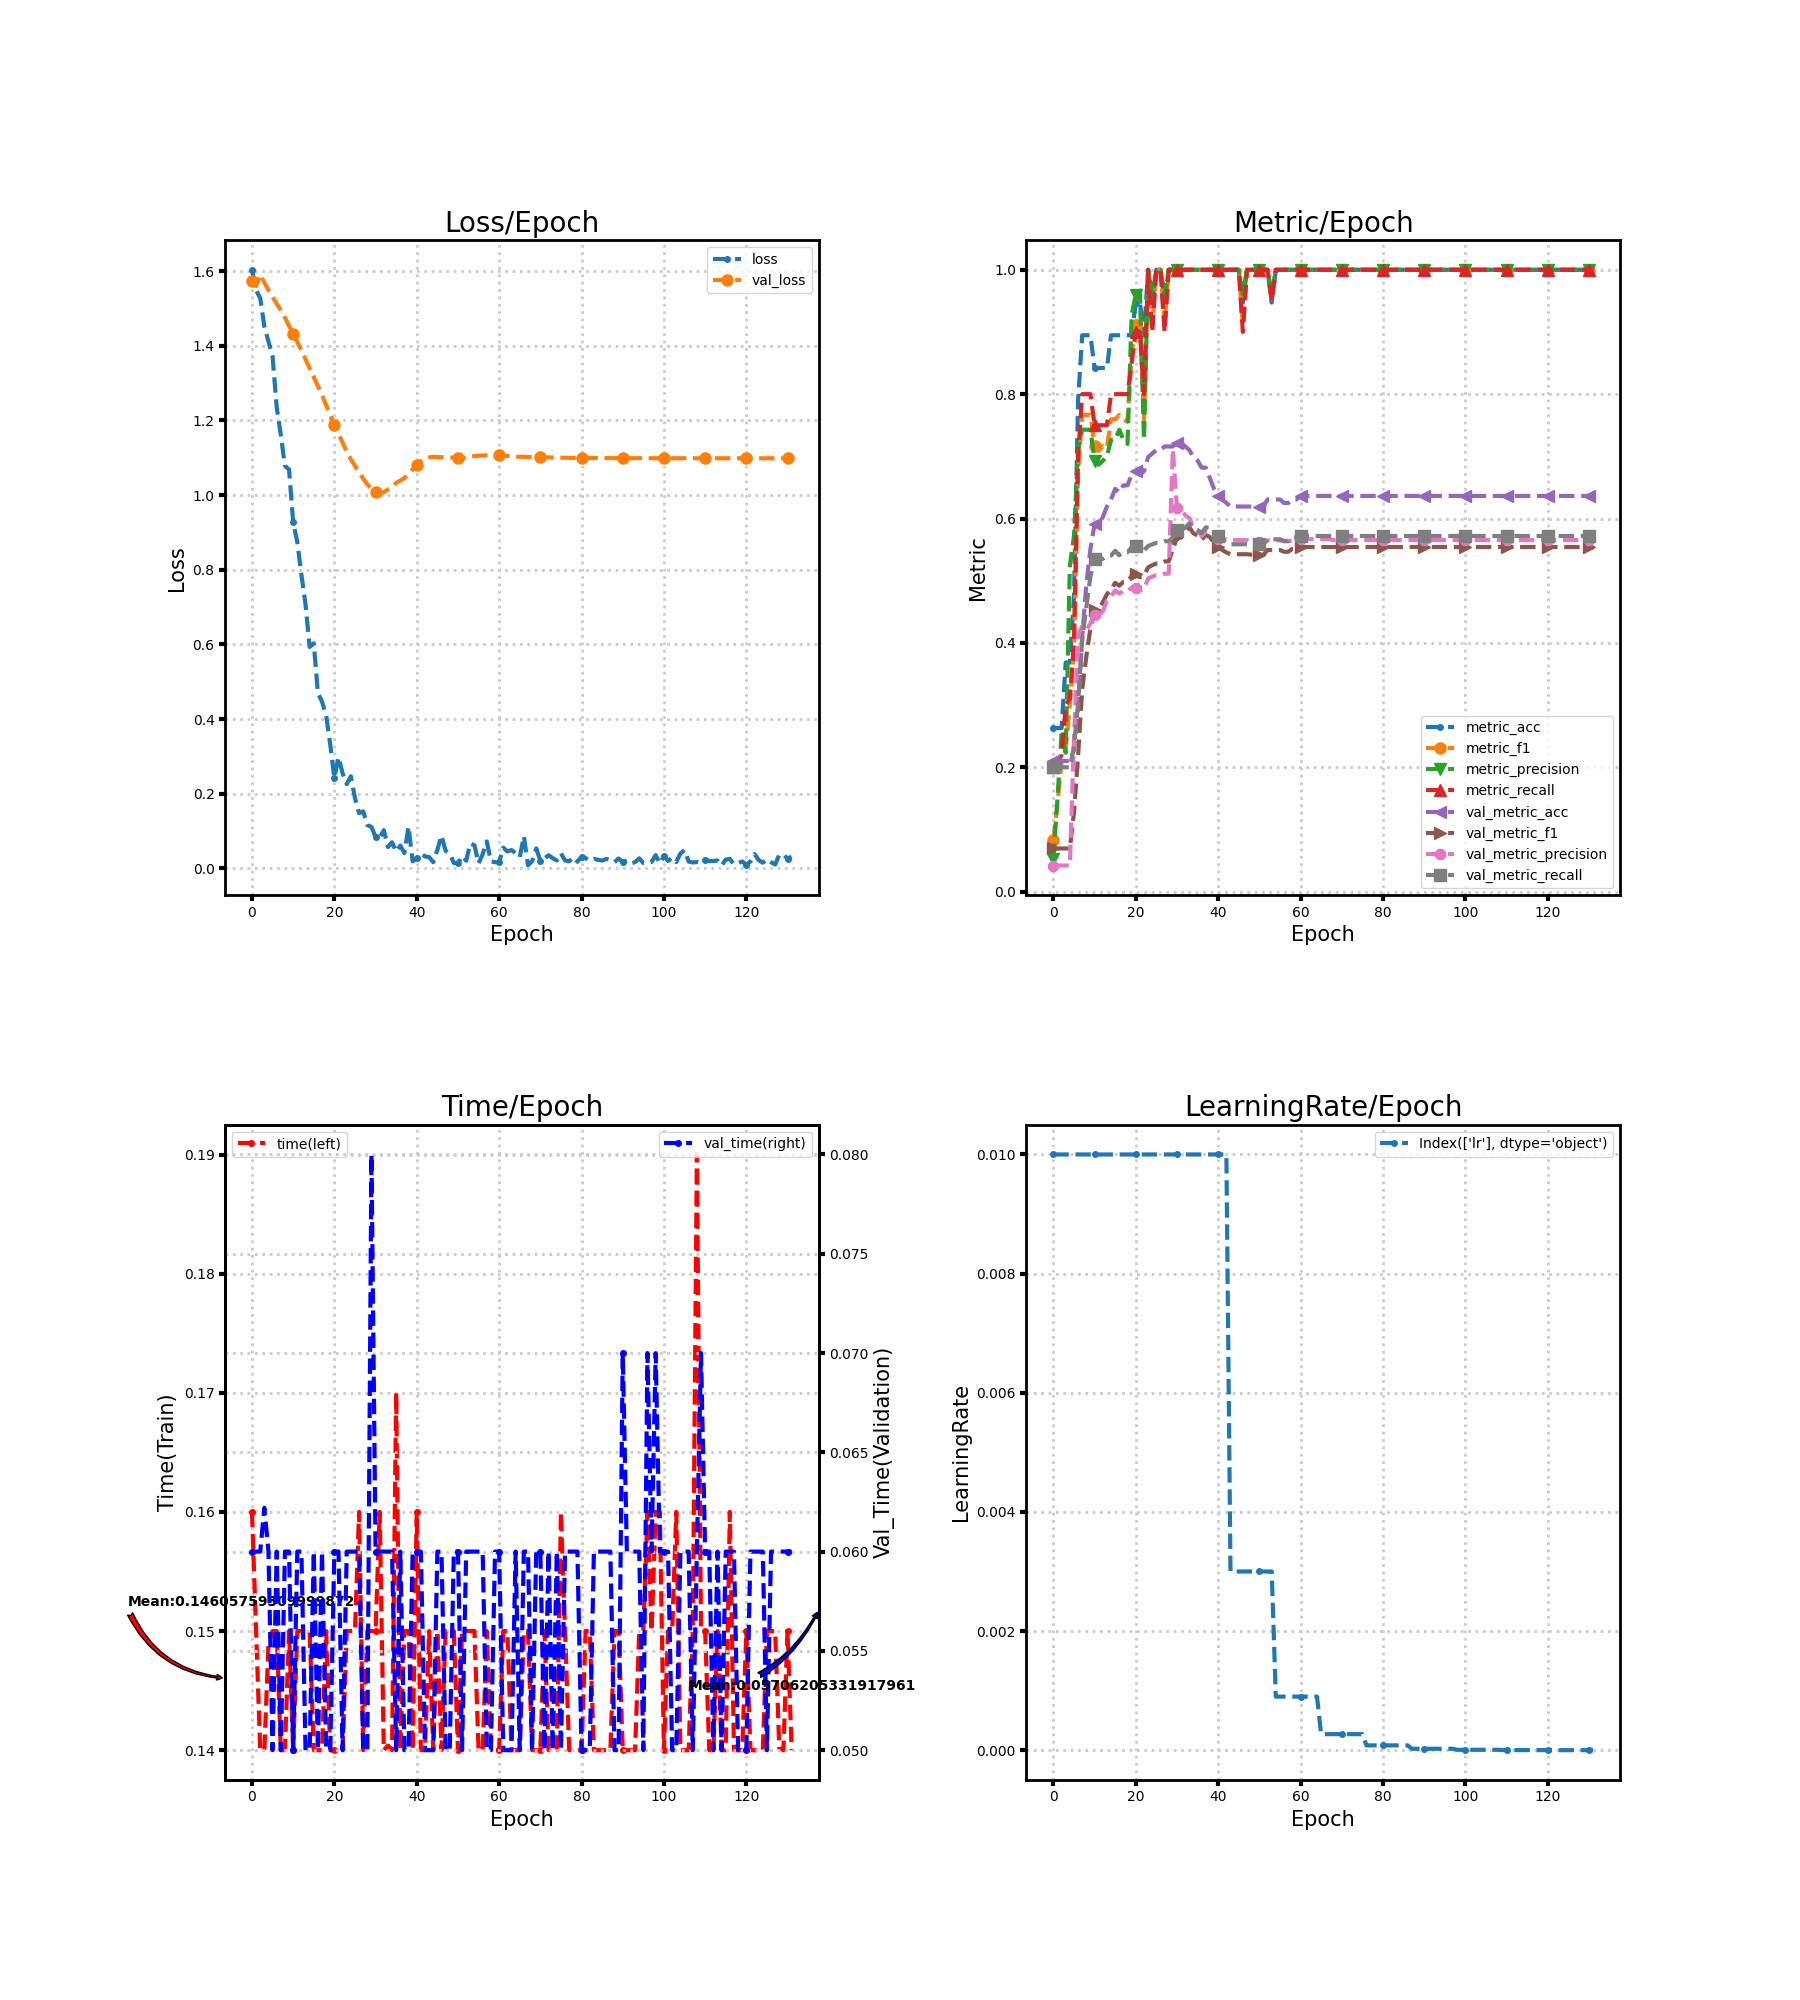 Loss/Epoch
loss
val_loss
1.6
1.4
1.2
1.0
0.8
0.6
0.4
0.2
0.0
Loss
0 20 40 60 80 100 120
Epoch
Metric/Epoch
1.0
0.8
0.6
0.4
0.2
0.0
Metric
metric_acc
metric_f1
metric_precision
metric_recall
val_metric_acc
val_metric_f1
val_metric_precision
val_metric_recall
0 20 40 60 80 100 120
Epoch
Time/Epoch
time(left)
val_time(right)
0.19
0.18
0.17
0.16
0.15
0.14
Time(Train)
0.080
0.075
0.070
0.065
0.060
0.055
0.050
Val_Time(Validation)
Mean:0.05706205331917961
0 20 40 60 80 100 120
Epoch
LearningRate/Epoch
Index(['lr'], dtype='object')
0.010
0.008
0.006
0.004
0.002
0.000
LearningRate
0 20 40 60 80 100 120
Epoch